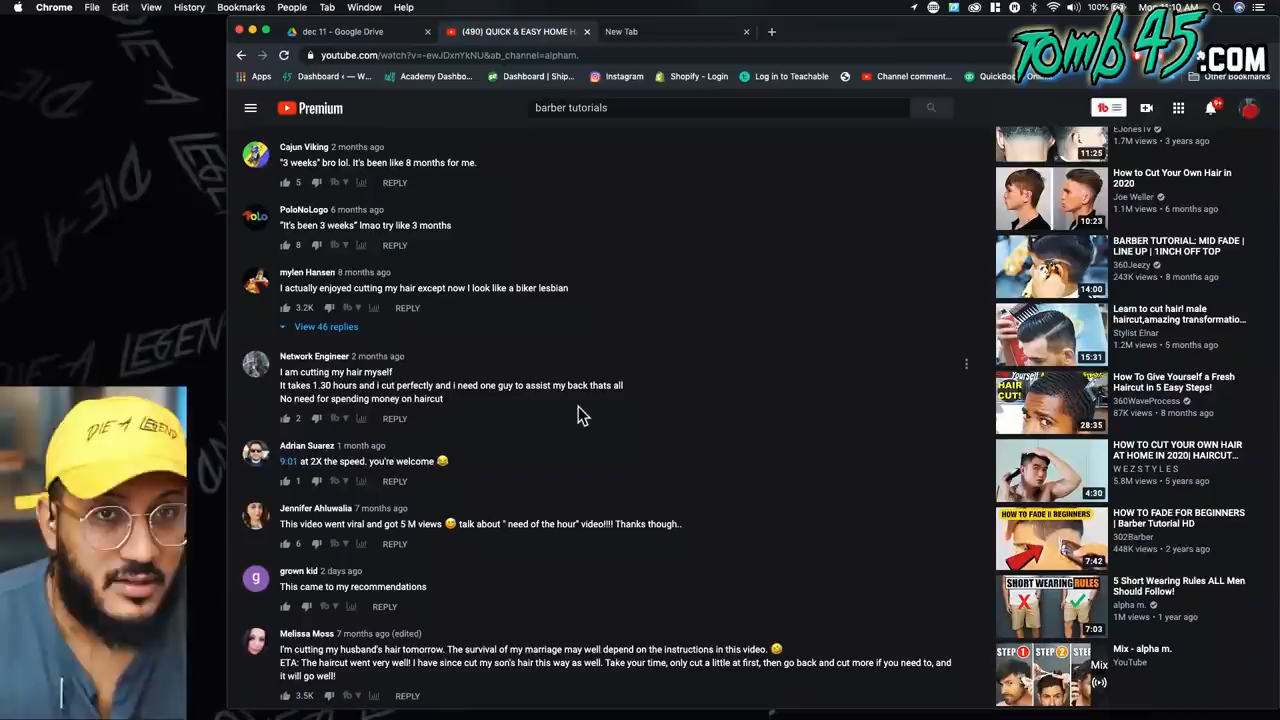 Chrome File Edit View History Bookmarks People Tab Window Help
100%
10 AM
TOMB 45 .COM
dec 11 - Google Drive
(490) QUICK & EASY HOME H
New Tab
youtube.com/watch?v=-ewJDxnYkNU&ab_channel=alpham.
Apps
Dashboard ‹ — W...
Academy Dashbo...
Dashboard | Ship...
Instagram
Shopify - Login
Log in to Teachable
Channel comment...
QuickBoo
Other Bookmarks
Premium
barber tutorials
9+
Cajun Viking 2 months ago
"3 weeks" bro lol. It's been like 8 months for me.
5 REPLY
PoloNoLogo 6 months ago
"It's been 3 weeks" lmao try like 3 months
8 REPLY
mylen Hansen 8 months ago
I actually enjoyed cutting my hair except now I look like a biker lesbian
3.2K REPLY
View 46 replies
Network Engineer 2 months ago
I am cutting my hair myself
It takes 1.30 hours and i cut perfectly and i need one guy to assist my back thats all
No need for spending money on haircut
2 REPLY
Adrian Suarez 1 month ago
9:01 at 2X the speed. you're welcome 😂
1 REPLY
Jennifer Ahluwalia 7 months ago
This video went viral and got 5 M views 😅 talk about " need of the hour" video!!!! Thanks though..
6 REPLY
g
grown kid 2 days ago
This came to my recommendations
REPLY
Melissa Moss 7 months ago (edited)
I'm cutting my husband's hair tomorrow. The survival of my marriage may well depend on the instructions in this video. 🤣
ETA: The haircut went very well! I have since cut my son's hair this way as well. Take your time, only cut a little at first, then go back and cut more if you need to, and
it will go well!
3.5K REPLY
EJonesTv
1.7M views • 3 years ago
11:25
How to Cut Your Own Hair in
2020
Joe Weller
1.1M views • 6 months ago
10:23
BARBER TUTORIAL: MID FADE |
LINE UP | 1INCH OFF TOP
360Jeezy
243K views • 8 months ago
14:00
Learn to cut hair! male
haircut,amazing transformatio...
Stylist Elnar
1.2M views • 5 months ago
15:31
How To Give Yourself a Fresh
Haircut in 5 Easy Steps!
360WaveProcess
87K views • 8 months ago
HAIR
CUT!
28:35
HOW TO CUT YOUR OWN HAIR
AT HOME IN 2020| HAIRCUT...
W E Z S T Y L E S
5.8M views • 5 years ago
4:30
HOW TO FADE || BEGINNERS
HOW TO FADE FOR BEGINNERS
| Barber Tutorial HD
302Barber
448K views • 2 years ago
7:42
SHORT WEARING RULES
5 Short Wearing Rules ALL Men
Should Follow!
alpha m.
1M views • 1 year ago
7:03
STEP 1 STEP 2 STE
Mix
Mix - alpha m.
YouTube
DIE A LEGEND
DIE A
LEGEND